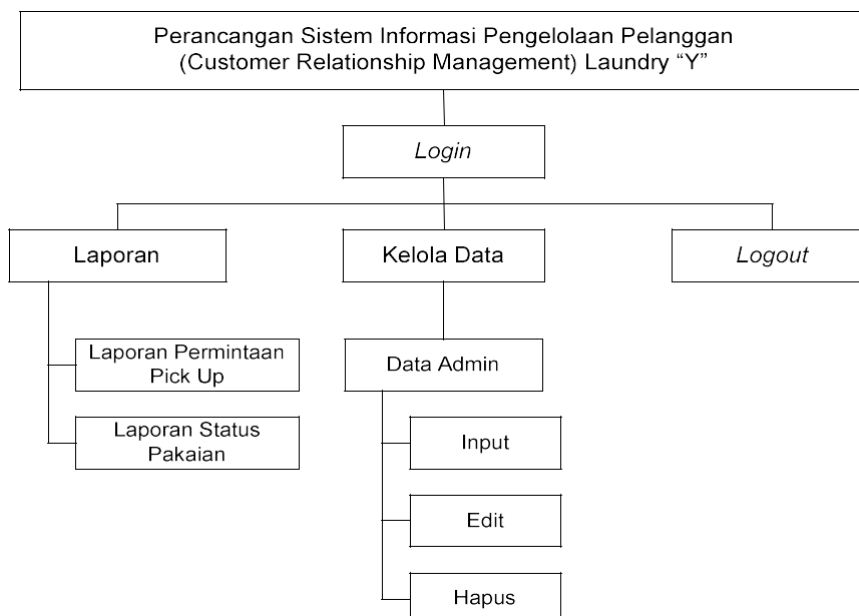 Perancangan Sistem Informasi Pengelolaan Pelanggan
(Customer Relationship Management) Laundry “Y”
Login
Laporan
Kelola Data
Logout
Laporan Permintaan
Pick Up
Laporan Status
Pakaian
Data Admin
Input
Edit
Hapus